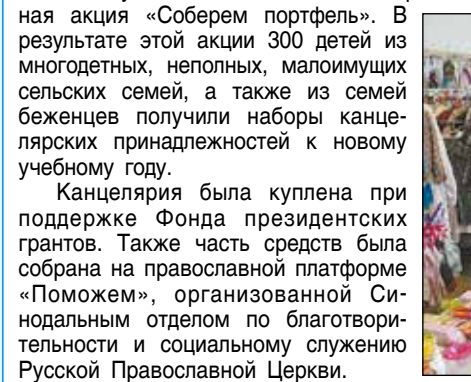 ная акция «Соберем портфель». В
результате этой акции 300 детей из
многодетных, неполных, малоимущих
сельских семей, а также из семей
беженцев получили наборы канце-
лярских принадлежностей к новому
учебному году.
Канцелярия была куплена при
поддержке Фонда президентских
грантов. Также часть средств была
собрана на православной платформе
«Поможем», организованной Си-
нодальным отделом по благотвори-
тельности и социальному служению
Русской Православной Церкви.